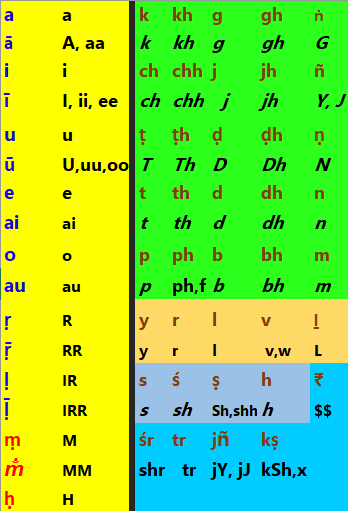 a a k kh g gh ṅ
ā A, aa k kh g gh G
i i ch chh j jh ñ
ī I, ii, ee ch chh j jh Y, J
u u ṭ ṭh ḍ ḍh ṇ
ū U,uu,oo T Th D Dh N
e e t th d dh n
ai ai t th d dh n
o o p ph b bh m
au au p ph,f b bh m
ṛ R y r l v ḻ
ṝ RR y r l v,w L
ḷ IR s ś ṣ h ₹
ḹ IRR s sh Sh,shh h $$
ṃ M śr tr jñ kṣ
m̐ MM shr tr jY, jJ kSh,x
ḥ H